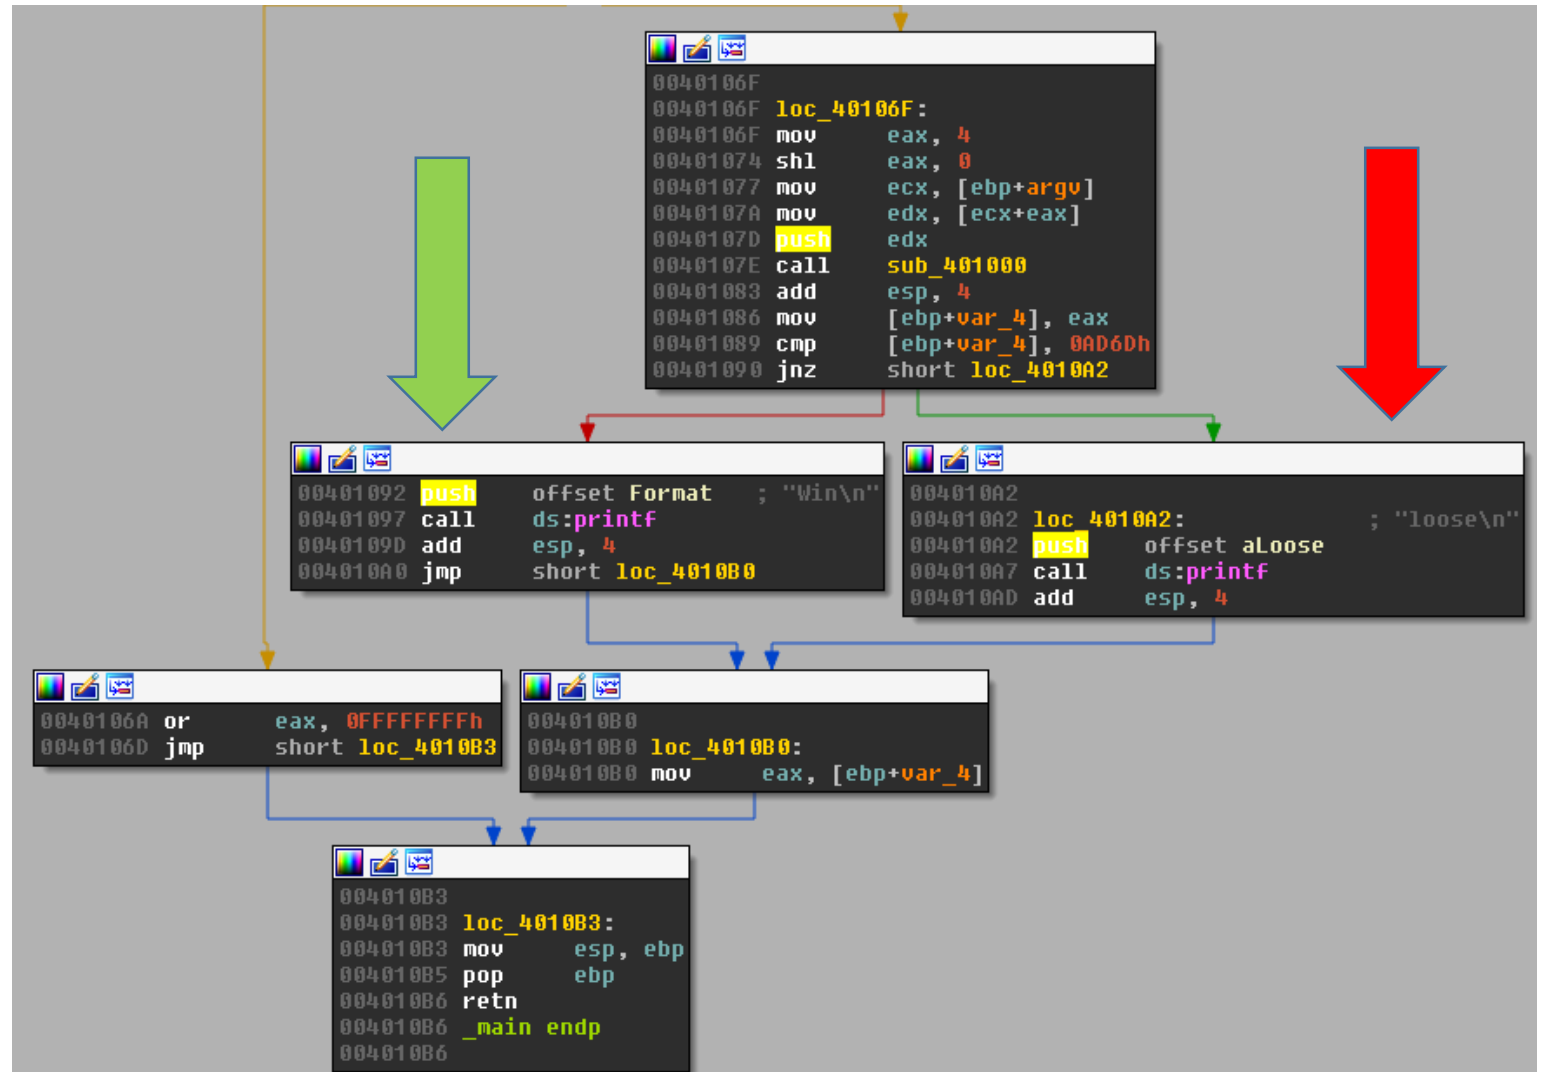 0040106F
0040106F loc_40106F:
0040106F mov eax, 4
00401074 shl eax, 0
00401077 mov ecx, [ebp+argv]
0040107A mov edx, [ecx+eax]
0040107D push edx
0040107E call sub_401000
00401083 add esp, 4
00401086 mov [ebp+var_4], eax
00401089 cmp [ebp+var_4], 0AD6Dh
00401090 jnz short loc_4010A2
00401092 push offset Format ; "Win\n"
00401097 call ds:printf
0040109D add esp, 4
004010A0 jmp short loc_4010B0
004010A2
004010A2 loc_4010A2: ; "loose\n"
004010A2 push offset aLoose
004010A7 call ds:printf
004010AD add esp, 4
0040106A or eax, 0FFFFFFFFh
0040106D jmp short loc_4010B3
004010B0
004010B0 loc_4010B0:
004010B0 mov eax, [ebp+var_4]
004010B3
004010B3 loc_4010B3:
004010B3 mov esp, ebp
004010B5 pop ebp
004010B6 retn
004010B6 _main endp
004010B6